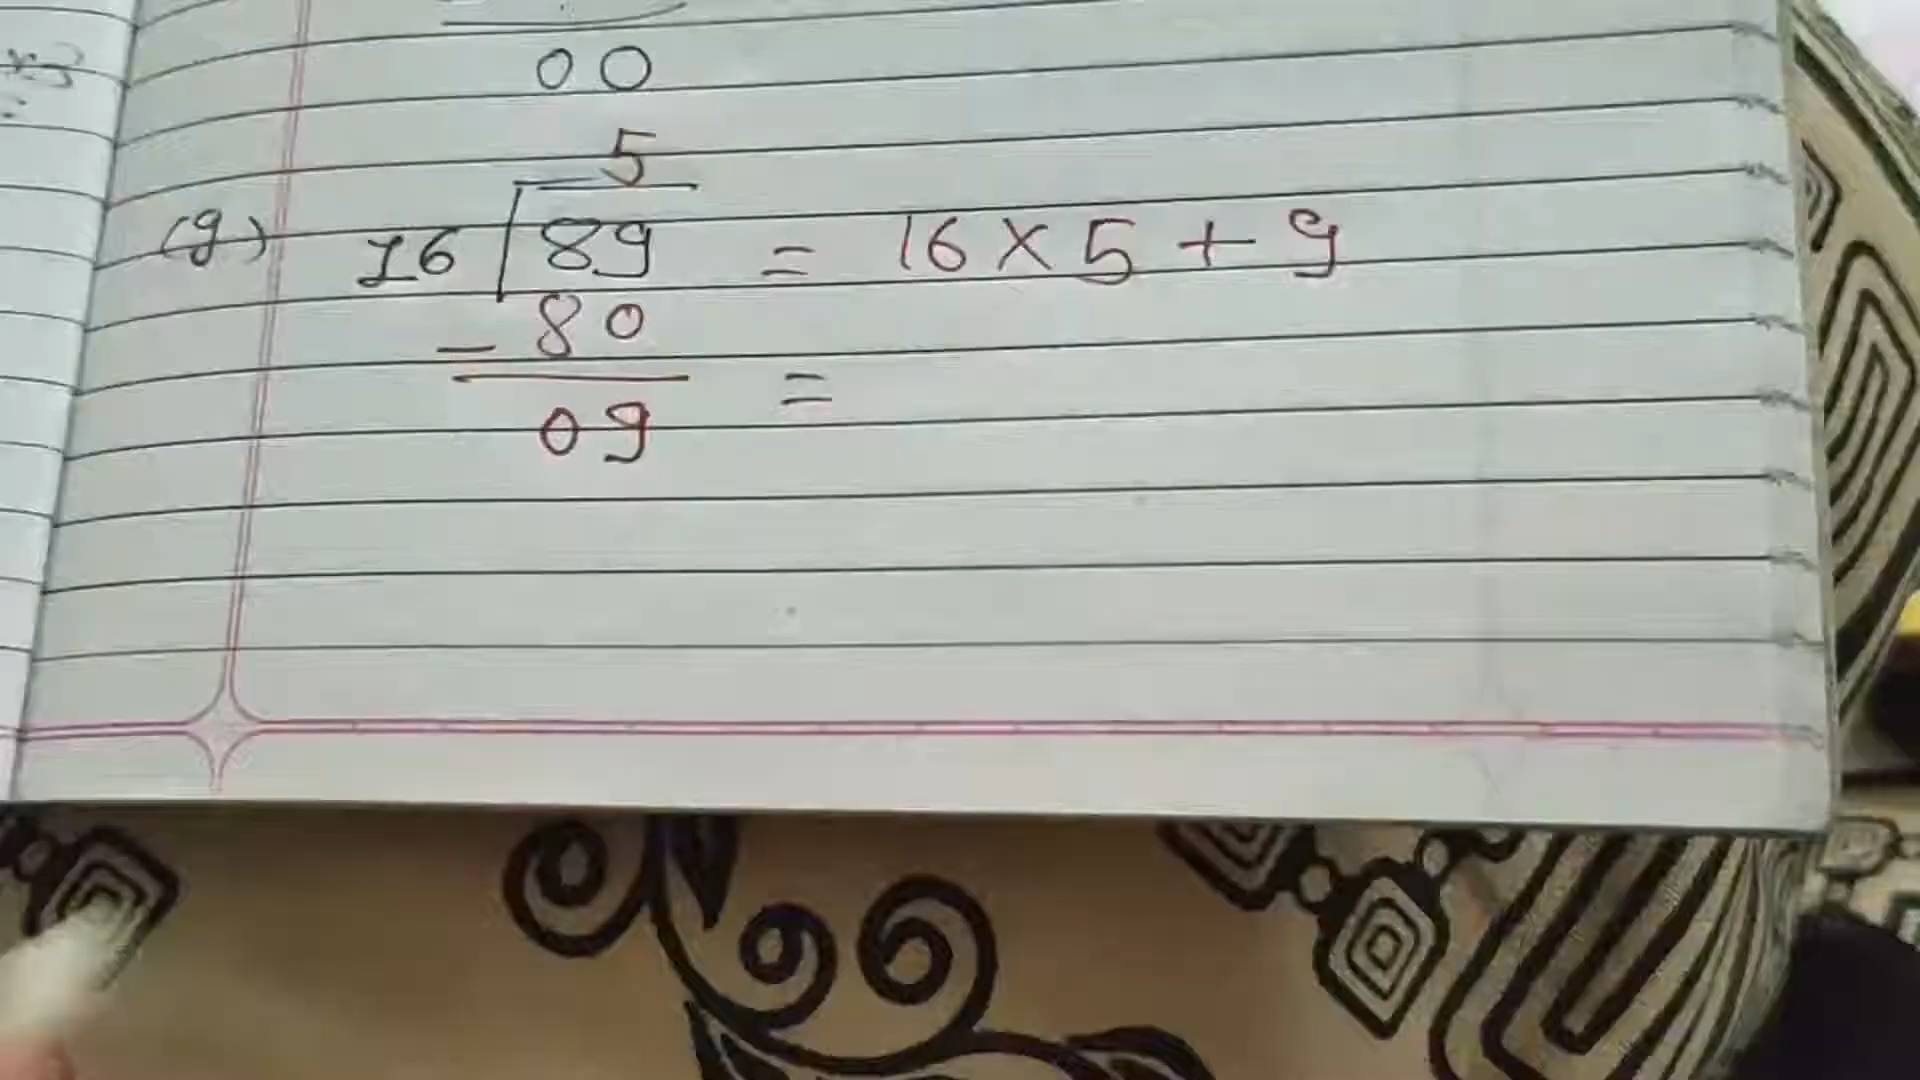 00
5
(g) 16 89 = 16 × 5 + 9
- 80 =
09